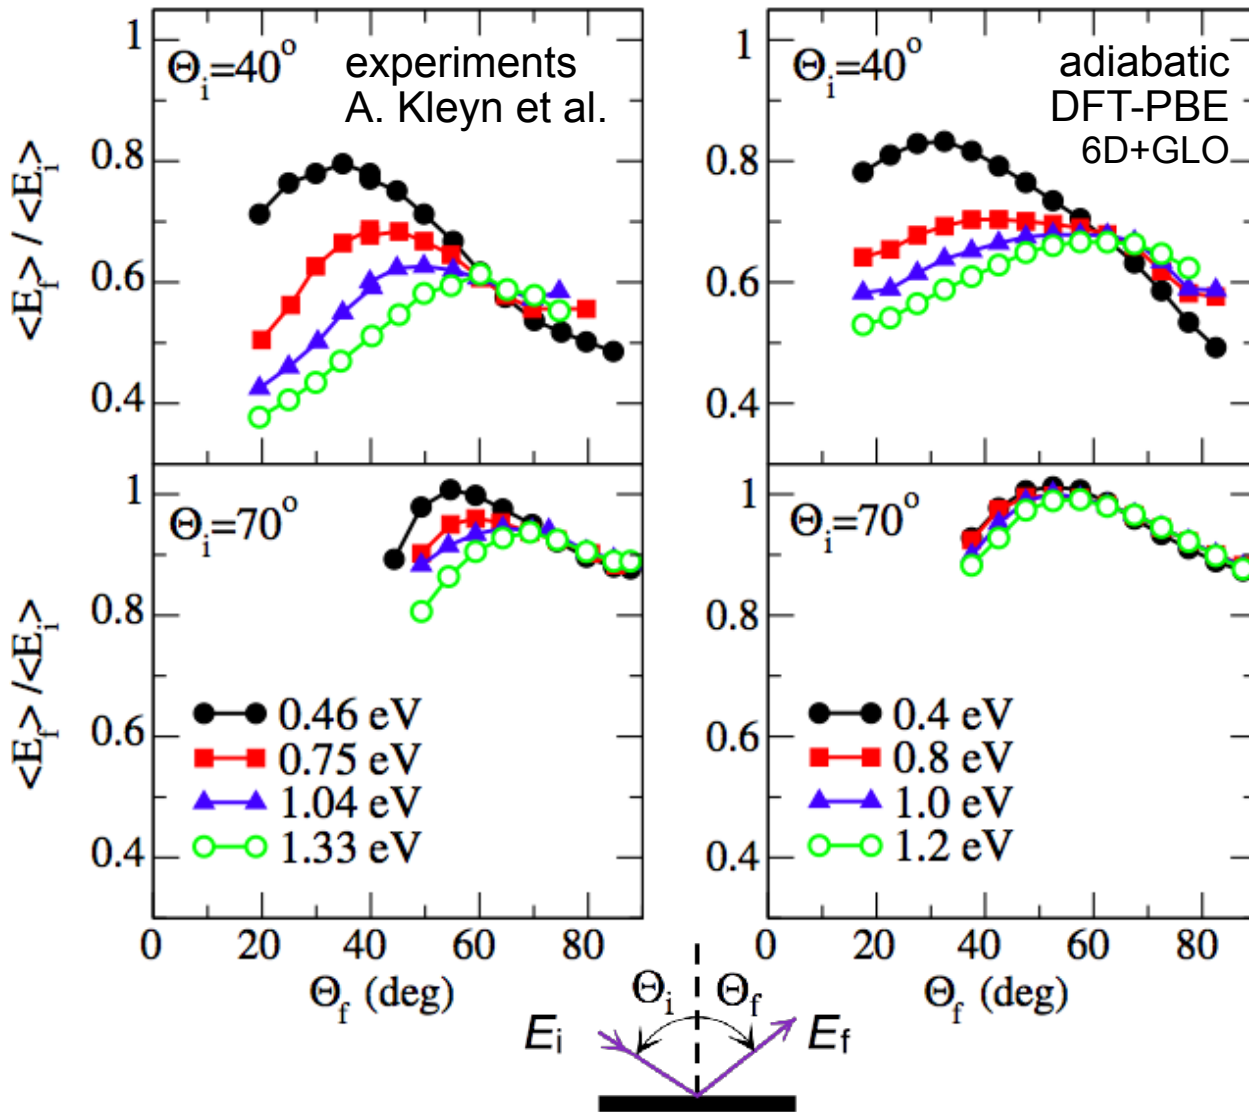 Θi=40°
experiments
A. Kleyn et al.
<Ef> / <Ei>
1
0.8
0.6
0.4
Θi=40°
adiabatic
DFT-PBE
6D+GLO
1
0.8
0.6
0.4
Θi=70°
<Ef> /<Ei>
1
0.8
0.6
0.4
0.46 eV
0.75 eV
1.04 eV
1.33 eV
0 20 40 60 80
Θf (deg)
Θi=70°
1
0.8
0.6
0.4
0.4 eV
0.8 eV
1.0 eV
1.2 eV
0 20 40 60 80
Θf (deg)
Θi Θf
Ei Ef